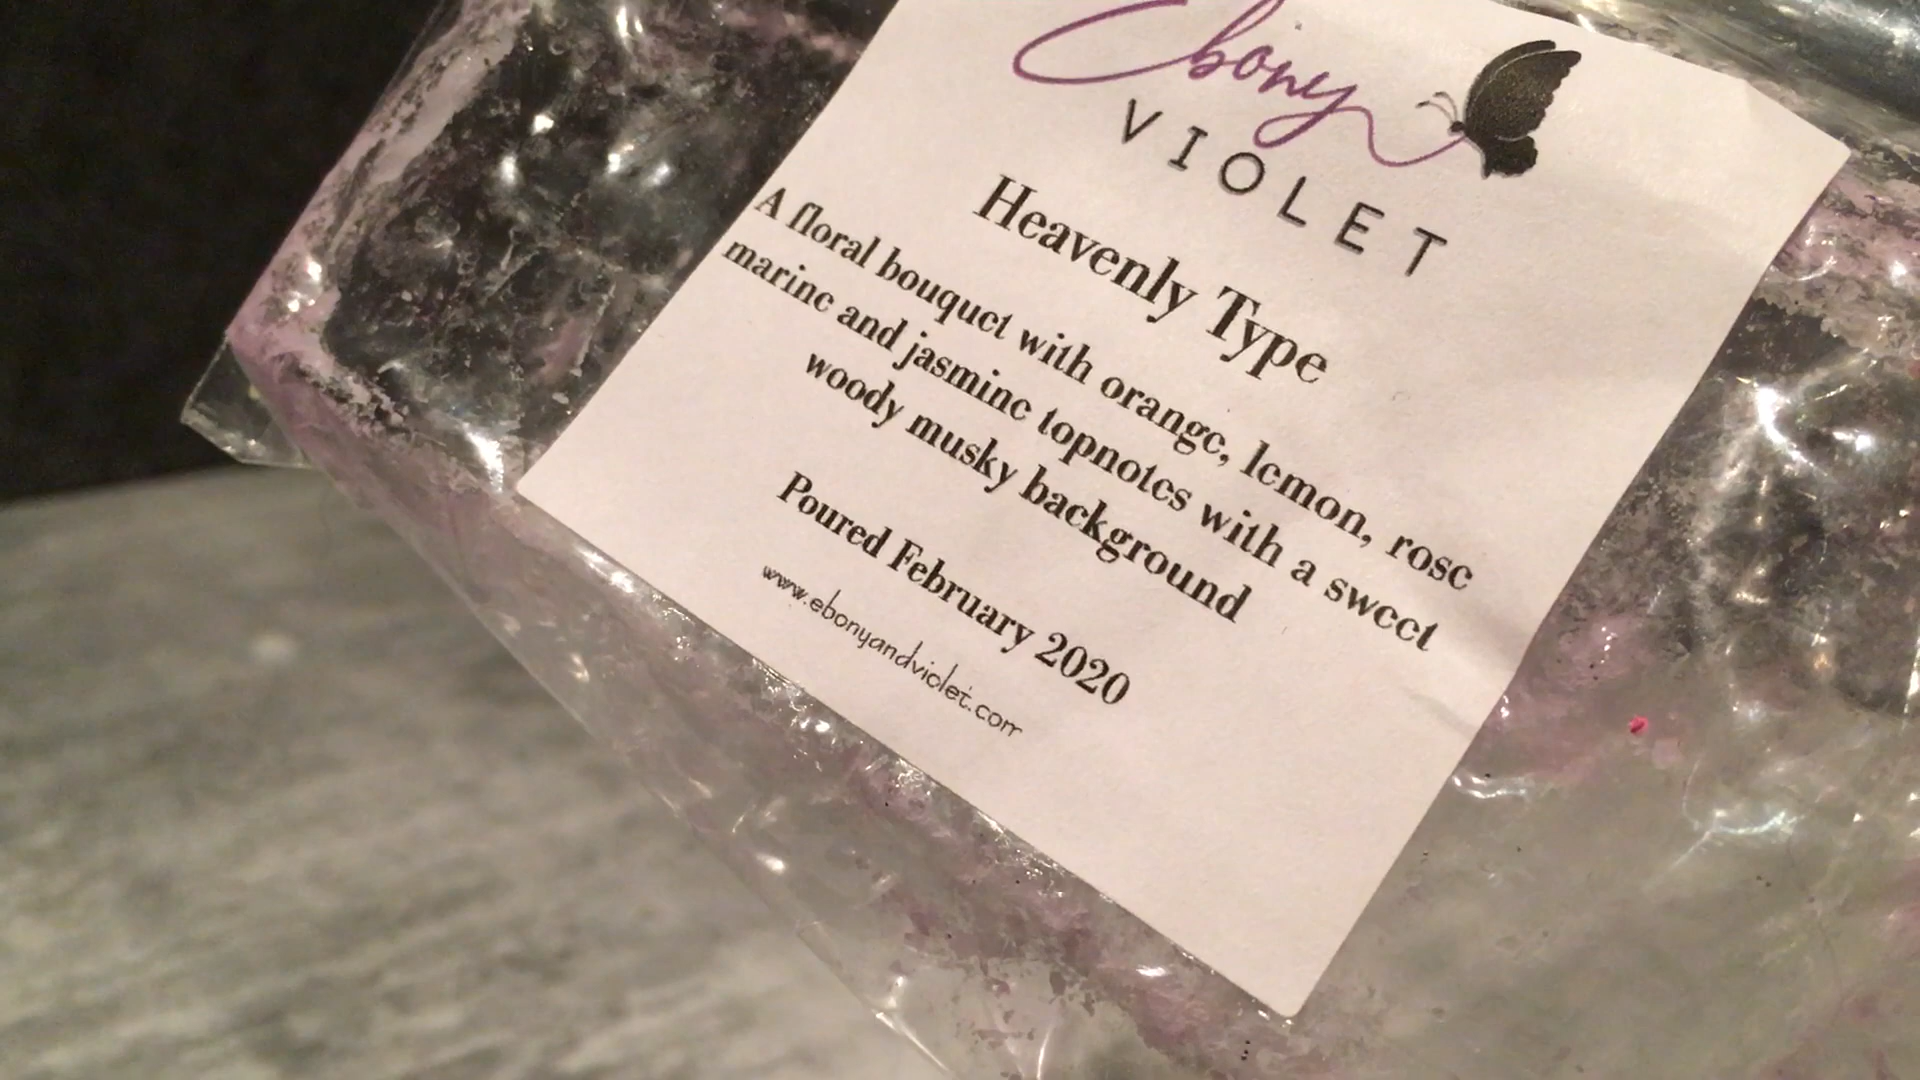 Ebony
VIOLET
Heavenly Type
A floral bouquet with orange, lemon, rose
marine and jasmine topnotes with a sweet
woody musky background
Poured February 2020
www.ebonyandviolet.com